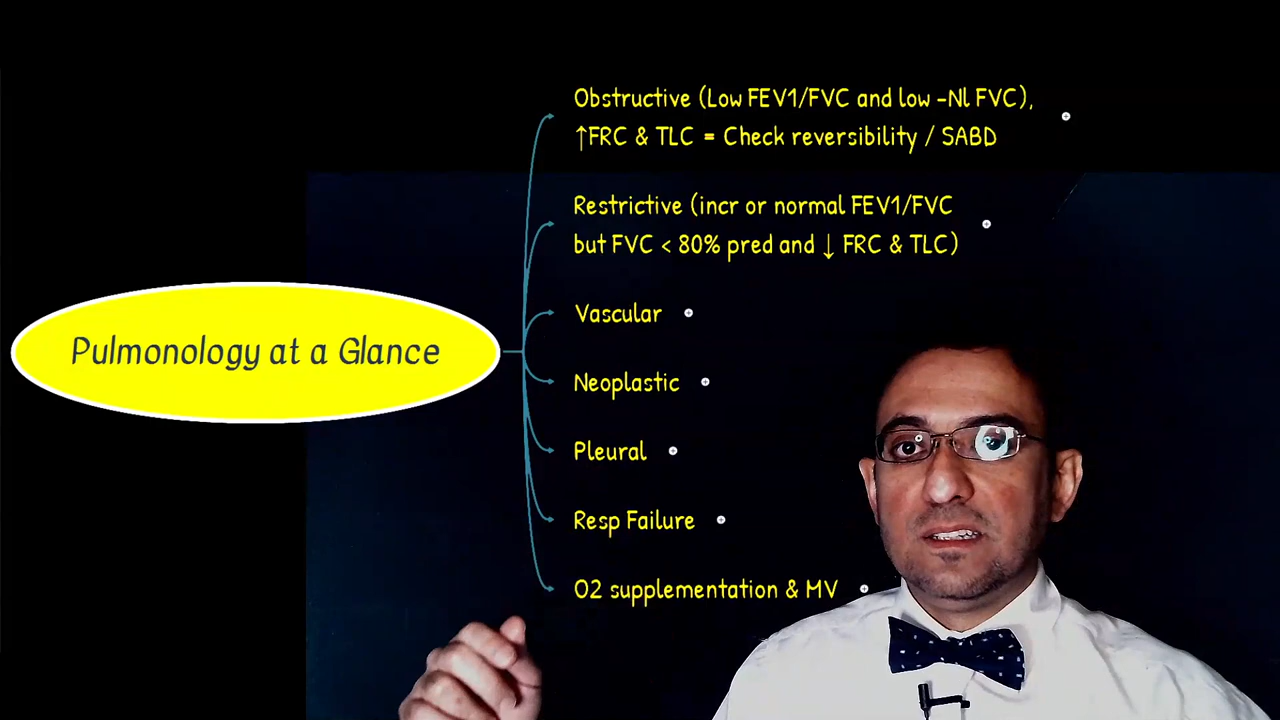 Pulmonology at a Glance
Obstructive (Low FEV1/FVC and low -Nl FVC),
↑FRC & TLC = Check reversibility / SABD
Restrictive (incr or normal FEV1/FVC
but FVC < 80% pred and ↓ FRC & TLC)
Vascular
Neoplastic
Pleural
Resp Failure
O2 supplementation & MV